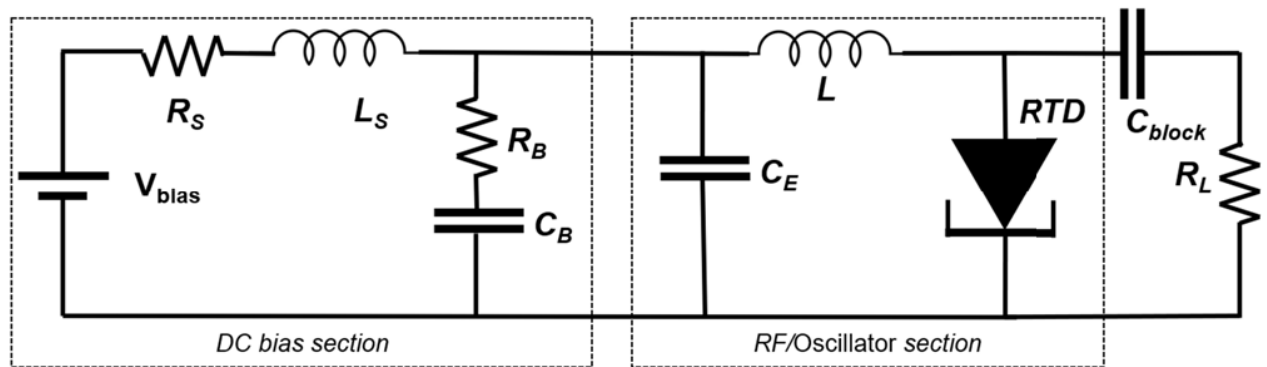 R_S
L_S
R_B
C_B
V_bias
C_E
L
RTD
C_block
R_L
DC bias section
RF/Oscillator section